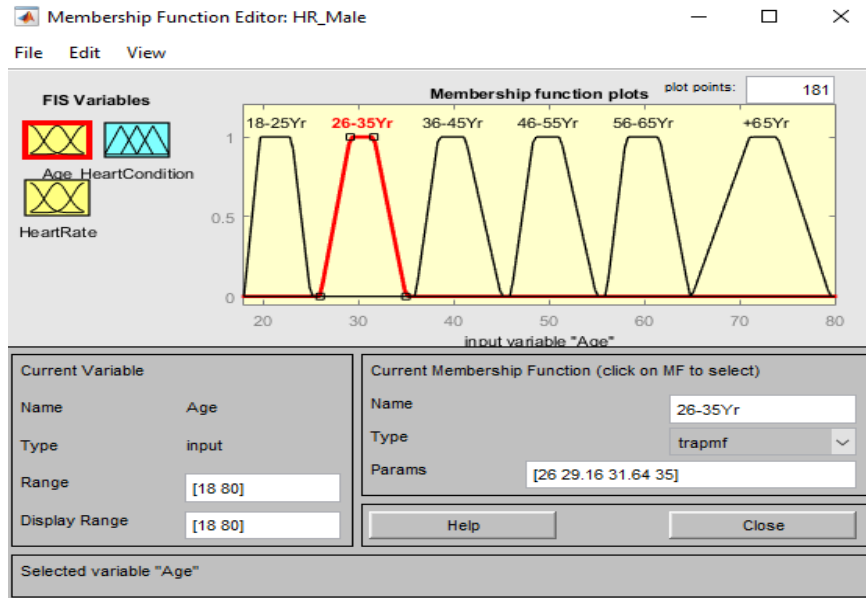 Membership Function Editor: HR_Male
File Edit View
FIS Variables
Age HeartCondition
HeartRate
Membership function plots
plot points: 181
18-25Yr 26-35Yr 36-45Yr 46-55Yr 56-65Yr +65Yr
1
0.5
0
20 30 40 50 60 70 80
input variable "Age"
Current Variable
Name Age
Type input
Range [18 80]
Display Range [18 80]
Current Membership Function (click on MF to select)
Name 26-35Yr
Type trapmf
Params [26 29.16 31.64 35]
Help Close
Selected variable "Age"